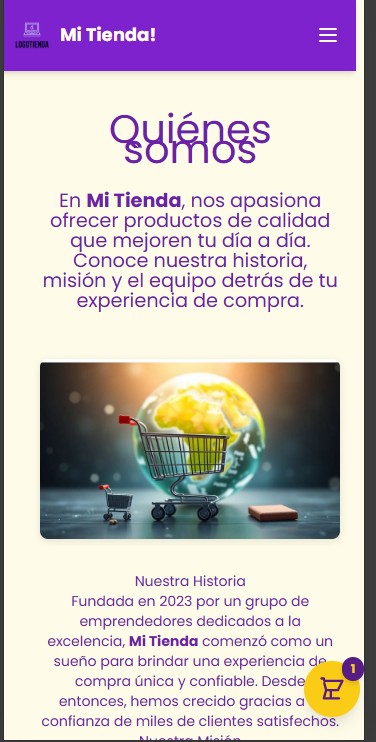 LOGOTIENDA
Mi Tienda!
Quiénes
somos
En Mi Tienda, nos apasiona
ofrecer productos de calidad
que mejoren tu día a día.
Conoce nuestra historia,
misión y el equipo detrás de tu
experiencia de compra.
Nuestra Historia
Fundada en 2023 por un grupo de
emprendedores dedicados a la
excelencia, Mi Tienda comenzó como un
sueño para brindar una experiencia de
compra única y confiable. Desde
entonces, hemos crecido gracias a
confianza de miles de clientes satisfechos.
Nuestra Misión
1